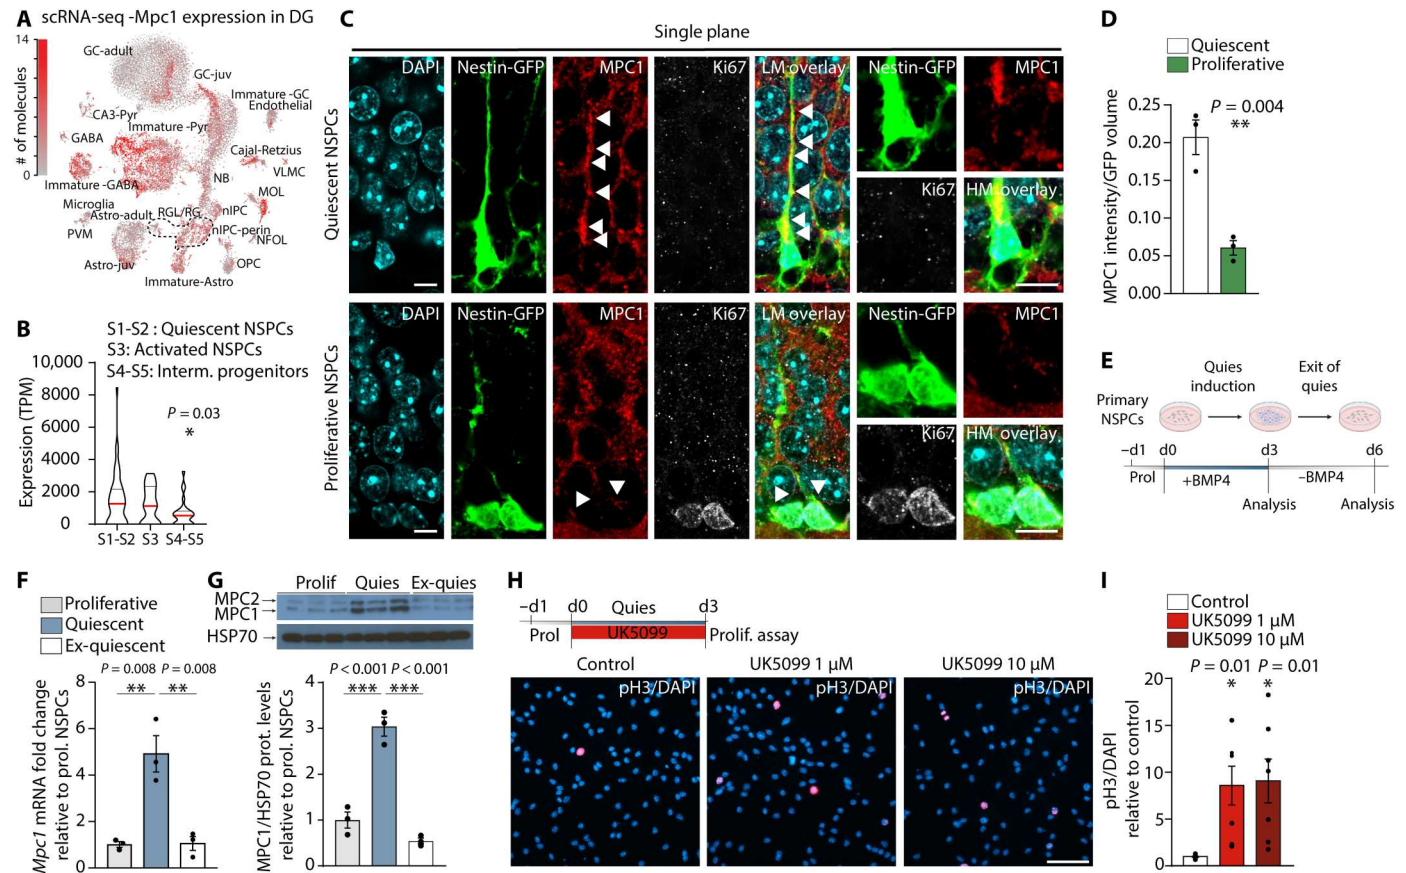 A scRNA-seq -Mpc1 expression in DG
14
# of molecules
0
GC-adult
GC-juv
Immature -GC
Endothelial
CA3-Pyr
Immature -Pyr
GABA
Cajal-Retzius
VLMC
Immature -GABA
NB
MOL
Microglia
Astro-adult
RGL/RG
nIPC
nIPC-perin
PVM
NFOL
Astro-juv
OPC
Immature-Astro
B
S1-S2 : Quiescent NSPCs
S3: Activated NSPCs
S4-S5: Interm. progenitors
Expression (TPM)
10,000
8000
6000
4000
2000
0
P = 0.03
*
S1-S2 S3 S4-S5
C
Single plane
Quiescent NSPCs
DAPI Nestin-GFP MPC1 Ki67 LM overlay Nestin-GFP MPC1
Ki67 HM overlay
Proliferative NSPCs
DAPI Nestin-GFP MPC1 Ki67 LM overlay Nestin-GFP MPC1
Ki67 HM overlay
D
Quiescent
Proliferative
MPC1 intensity/GFP volume
0.25
0.20
0.15
0.10
0.05
0.00
P = 0.004
**
E
Quies induction
Exit of quies
Primary NSPCs
−d1 d0 d3 d6
Prol +BMP4 −BMP4
Analysis Analysis
F
Proliferative
Quiescent
Ex-quiescent
P = 0.008 P = 0.008
** **
Mpc1 mRNA fold change
relative to prol. NSPCs
8
6
4
2
0
G
Prolif Quies Ex-quies
MPC2
MPC1
HSP70
P < 0.001 P < 0.001
*** ***
MPC1/HSP70 prot. levels
relative to prol. NSPCs
4
3
2
1
0
H
−d1 d0 Quies d3
Prol UK5099 Prolif. assay
Control UK5099 1 µM UK5099 10 µM
pH3/DAPI pH3/DAPI pH3/DAPI
I
Control
UK5099 1 µM
UK5099 10 µM
P = 0.01 P = 0.01
* *
pH3/DAPI
relative to control
20
15
10
5
0